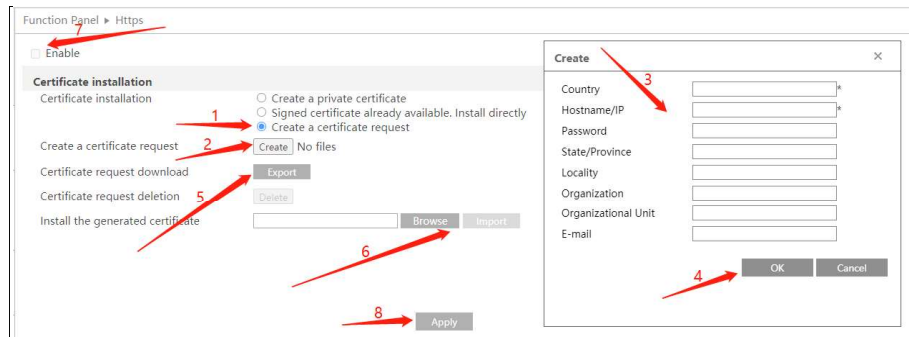 Function Panel ▸ Https
7
Enable
Certificate installation
Certificate installation
Create a private certificate
Signed certificate already available. Install directly
1
Create a certificate request
Create a certificate request
2
Create No files
Certificate request download
Export
Certificate request deletion
5
Delete
Install the generated certificate
Browse
Import
6
8
Apply
Create
×
3
Country *
Hostname/IP *
Password
State/Province
Locality
Organization
Organizational Unit
E-mail
4
OK Cancel